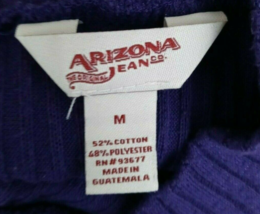 ARIZONA
JEAN CO.
M
52% COTTON
48% POLYESTER
RN# 93677
MADE IN
GUATEMALA